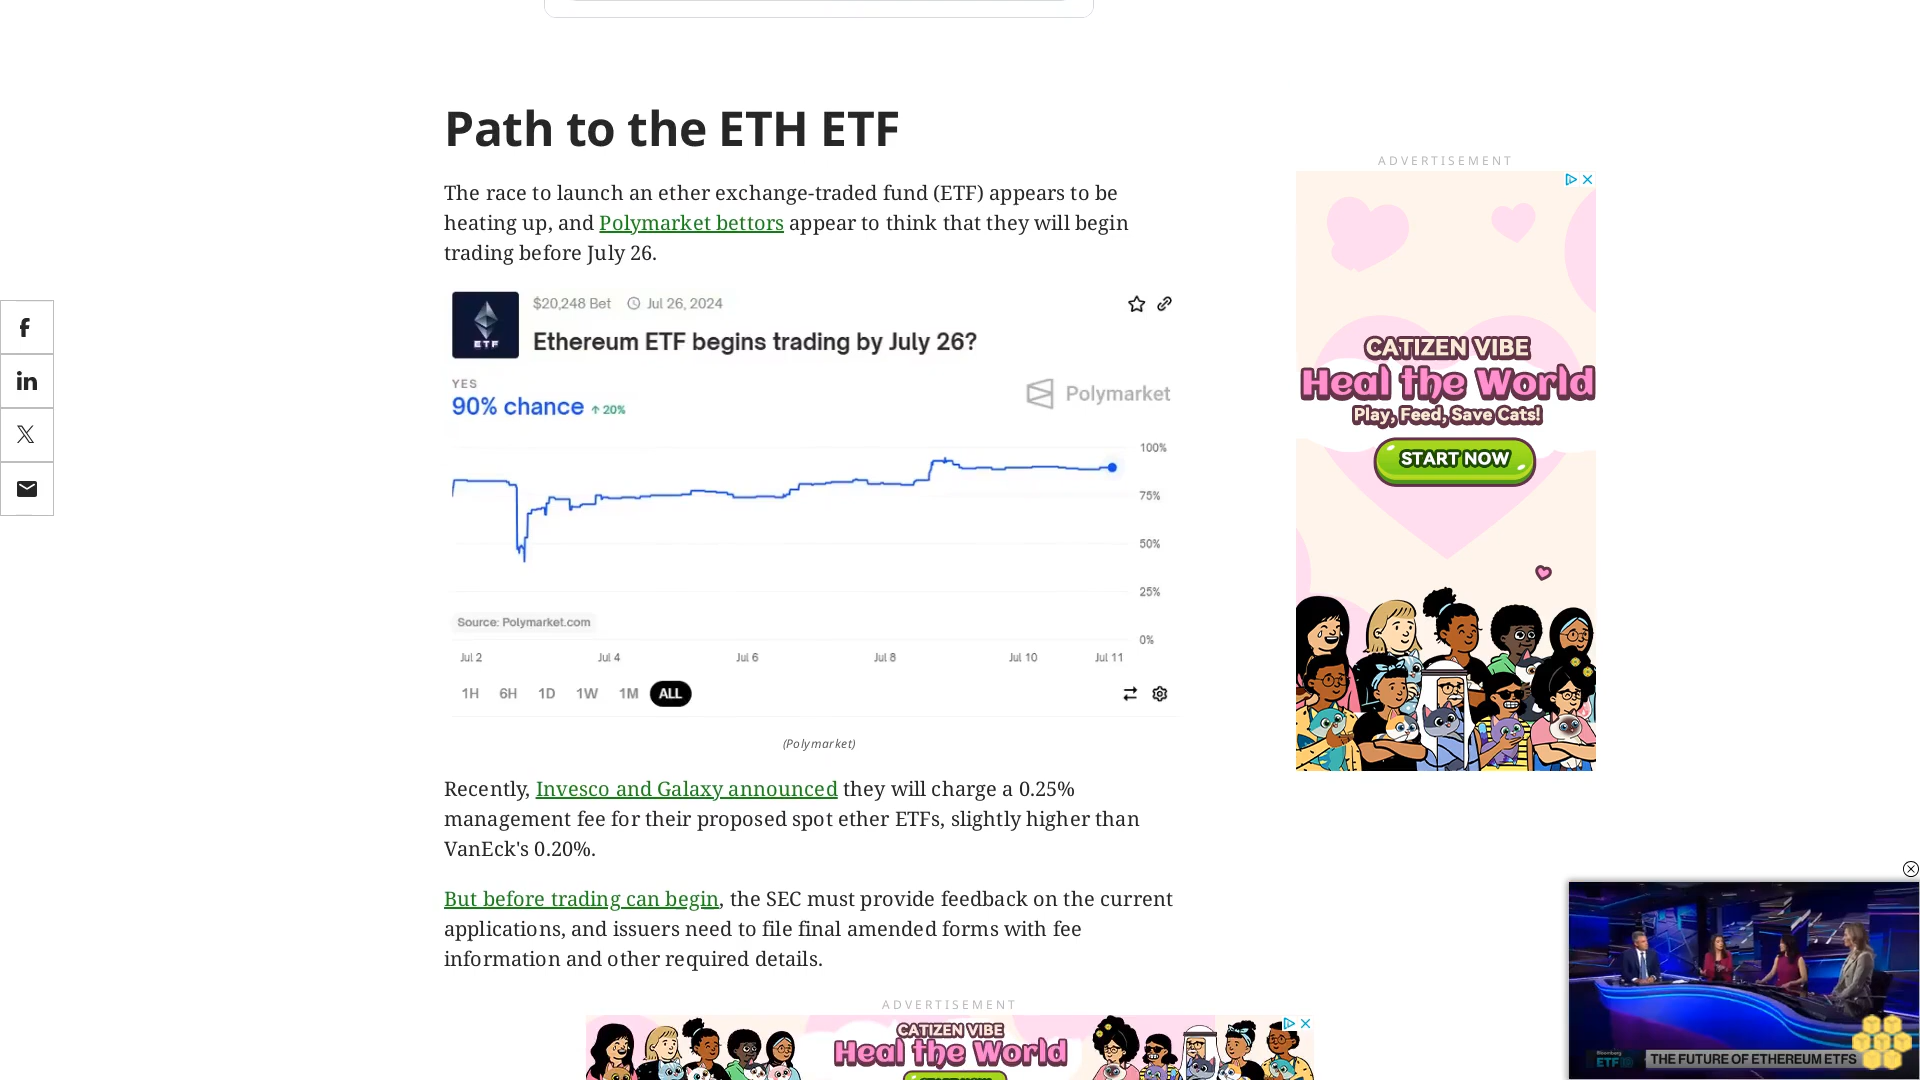 Path to the ETH ETF
ADVERTISEMENT
The race to launch an ether exchange-traded fund (ETF) appears to be
heating up, and Polymarket bettors appear to think that they will begin
trading before July 26.
ETF
$20,248 Bet Jul 26, 2024
Ethereum ETF begins trading by July 26?
YES
90% chance ↑ 20%
Polymarket
100%
75%
50%
25%
0%
Source: Polymarket.com
Jul 2 Jul 4 Jul 6 Jul 8 Jul 10 Jul 11
1H 6H 1D 1W 1M ALL
(Polymarket)
Recently, Invesco and Galaxy announced they will charge a 0.25%
management fee for their proposed spot ether ETFs, slightly higher than
VanEck's 0.20%.
But before trading can begin, the SEC must provide feedback on the current
applications, and issuers need to file final amended forms with fee
information and other required details.
CATIZEN VIBE
Heal the World
Play, Feed, Save Cats!
START NOW
ADVERTISEMENT
CATIZEN VIBE
Heal the World
START NOW
Bloomberg
ETF IQ
THE FUTURE OF ETHEREUM ETFS